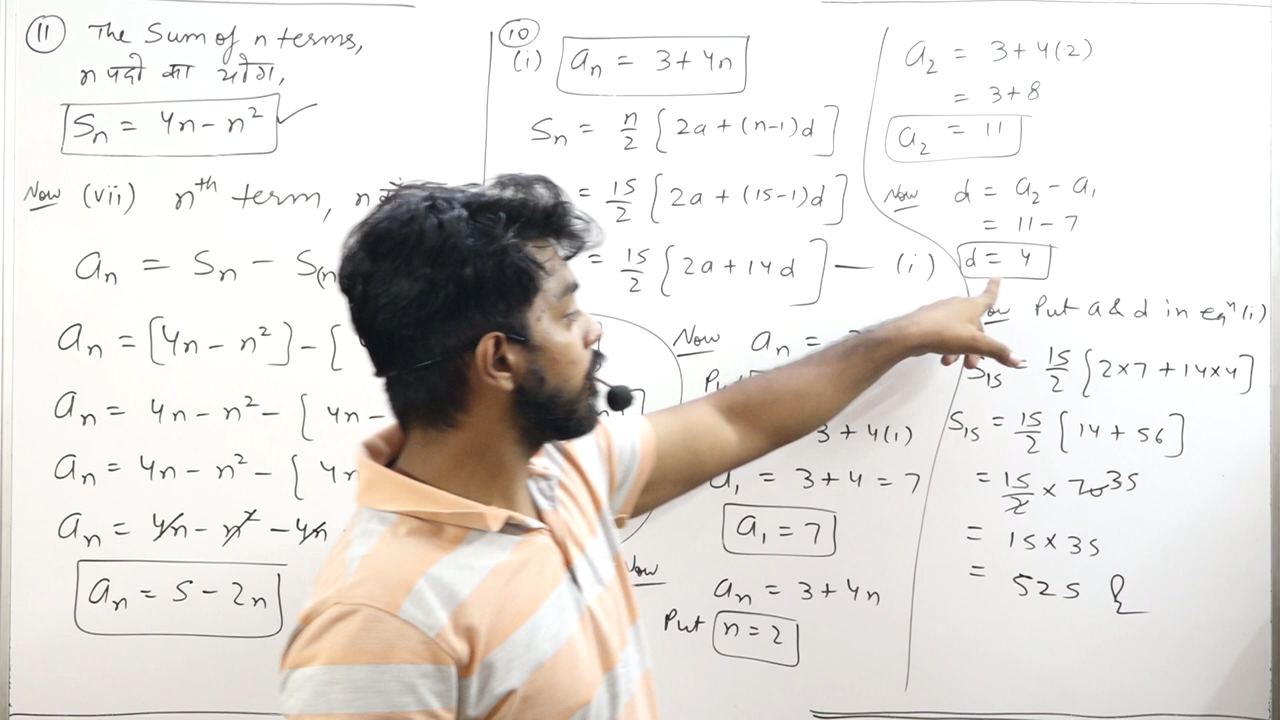 (11) The Sum of n terms,
n पदों का योग,
Sn = 4n - n²
Now (vii) nth term, n
an = Sn - S(n
an = [4n - n²] - [
an = 4n - n² - [ 4n -
an = 4n - n² - [ 4n
an = 4n - n² - 4n
an = 5 - 2n
(10)
(i) an = 3 + 4n
Sn = n/2 [2a + (n-1)d]
= 15/2 [2a + (15-1)d]
= 15/2 [2a + 14d] — (i)
Now an =
3 + 4(1)
= 3 + 4 = 7
a1 = 7
Now
an = 3 + 4n
Put n = 2
a2 = 3 + 4(2)
= 3 + 8
a2 = 11
Now d = a2 - a1
= 11 - 7
d = 4
Put a & d in eqn (i)
S15 = 15/2 [2×7 + 14×4]
S15 = 15/2 [14 + 56]
= 15/2 × 70 35
= 15 × 35
= 525